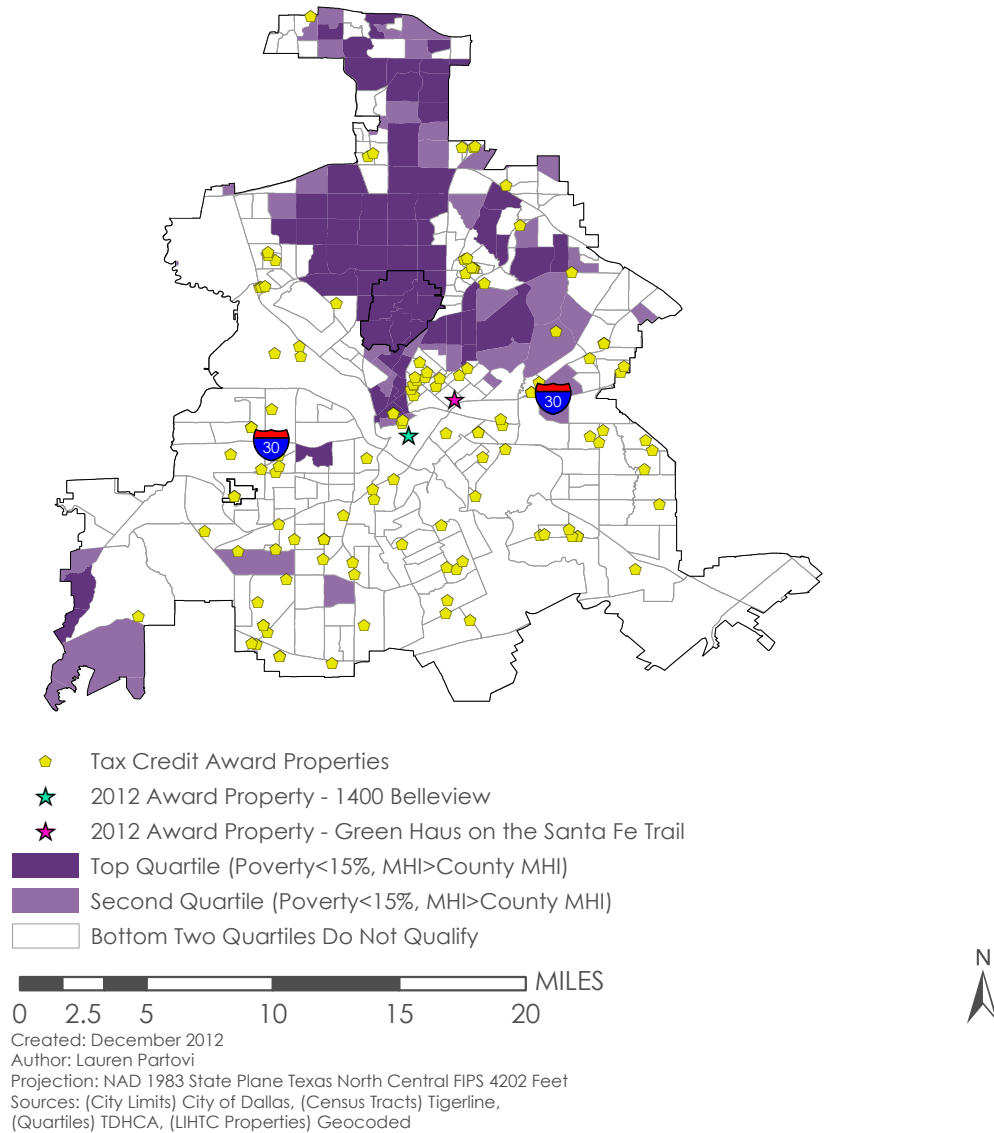 30
30
Tax Credit Award Properties
2012 Award Property - 1400 Belleview
2012 Award Property - Green Haus on the Santa Fe Trail
Top Quartile (Poverty<15%, MHI>County MHI)
Second Quartile (Poverty<15%, MHI>County MHI)
Bottom Two Quartiles Do Not Qualify
N
MILES
0 2.5 5 10 15 20
Created: December 2012
Author: Lauren Partovi
Projection: NAD 1983 State Plane Texas North Central FIPS 4202 Feet
Sources: (City Limits) City of Dallas, (Census Tracts) Tigerline,
(Quartiles) TDHCA, (LIHTC Properties) Geocoded